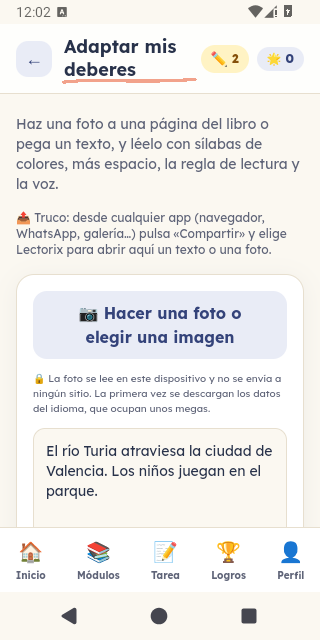 12:02
Adaptar mis
deberes
← ✏️ 2 🌟 0
Haz una foto a una página del libro o
pega un texto, y léelo con sílabas de
colores, más espacio, la regla de lectura y
la voz.
📤 Truco: desde cualquier app (navegador,
WhatsApp, galería…) pulsa «Compartir» y elige
Lectorix para abrir aquí un texto o una foto.
📷 Hacer una foto o
elegir una imagen
🔒 La foto se lee en este dispositivo y no se envía a
ningún sitio. La primera vez se descargan los datos
del idioma, que ocupan unos megas.
El río Turia atraviesa la ciudad de
Valencia. Los niños juegan en el
parque.
Inicio Módulos Tarea Logros Perfil